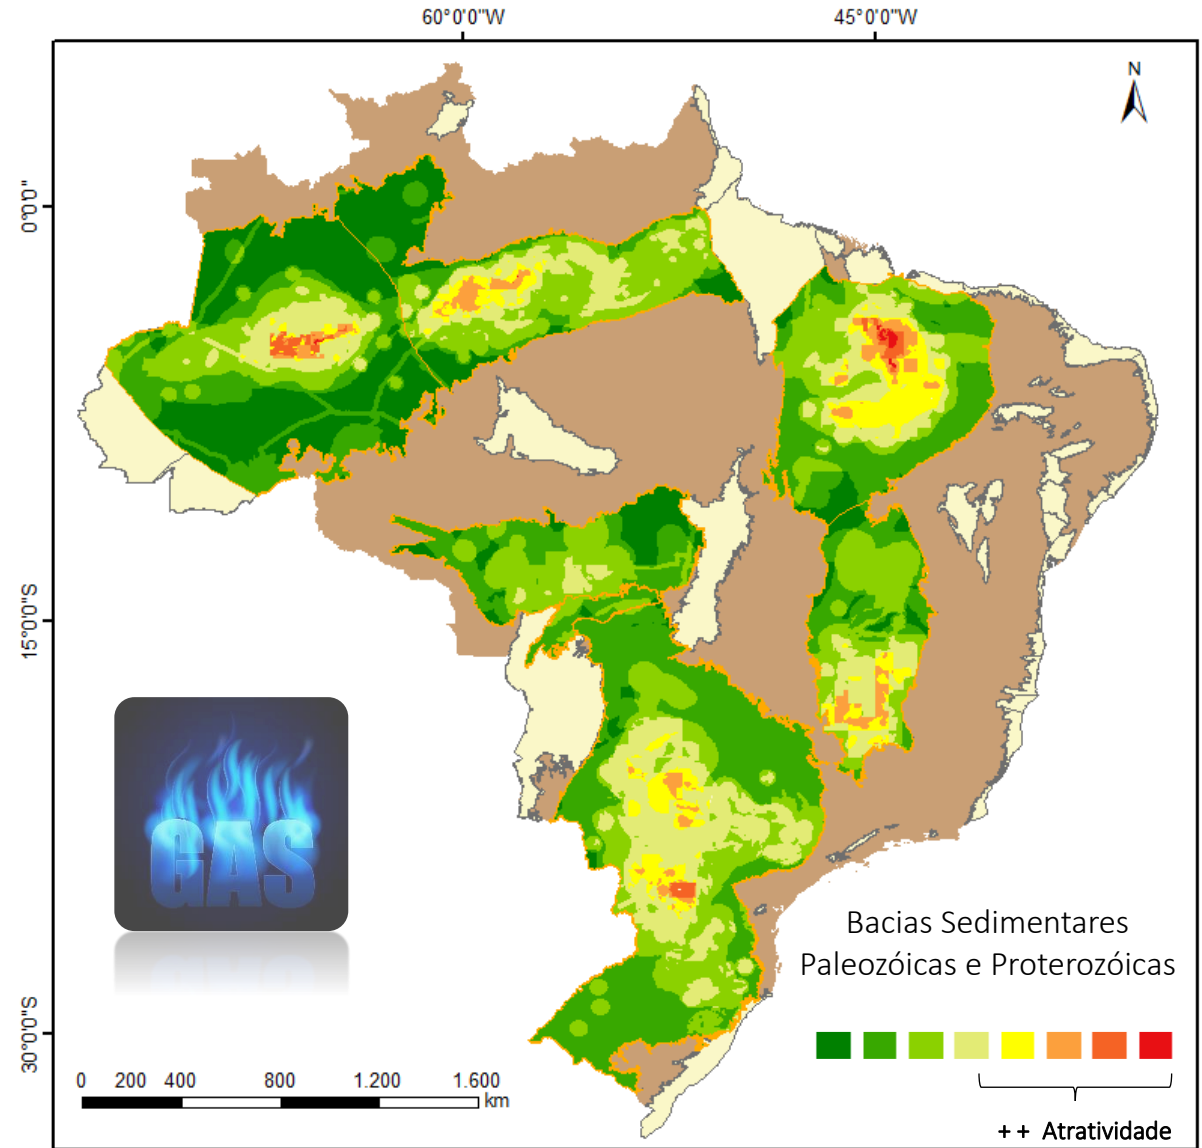 60°0'0"W
45°0'0"W
N
0°0'0"
15°0'0"S
30°0'0"S
GAS
Bacias Sedimentares
Paleozóicas e Proterozóicas
0 200 400 800 1.200 1.600
km
++ Atratividade